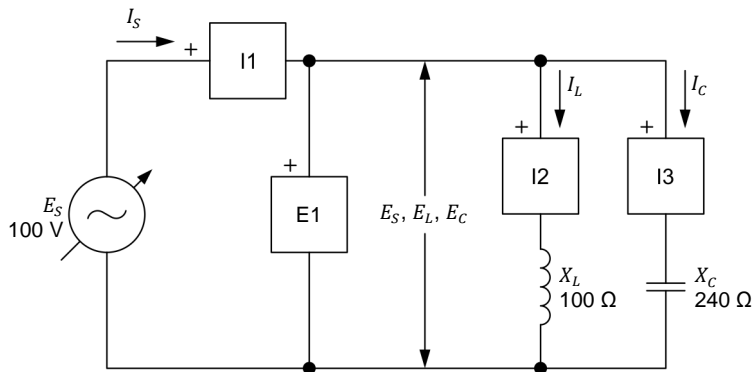 I_S
+
I1
I_L
I_C
+
+
+
I2
I3
E1
E_S
100 V
E_S, E_L, E_C
X_L
100 Ω
X_C
240 Ω